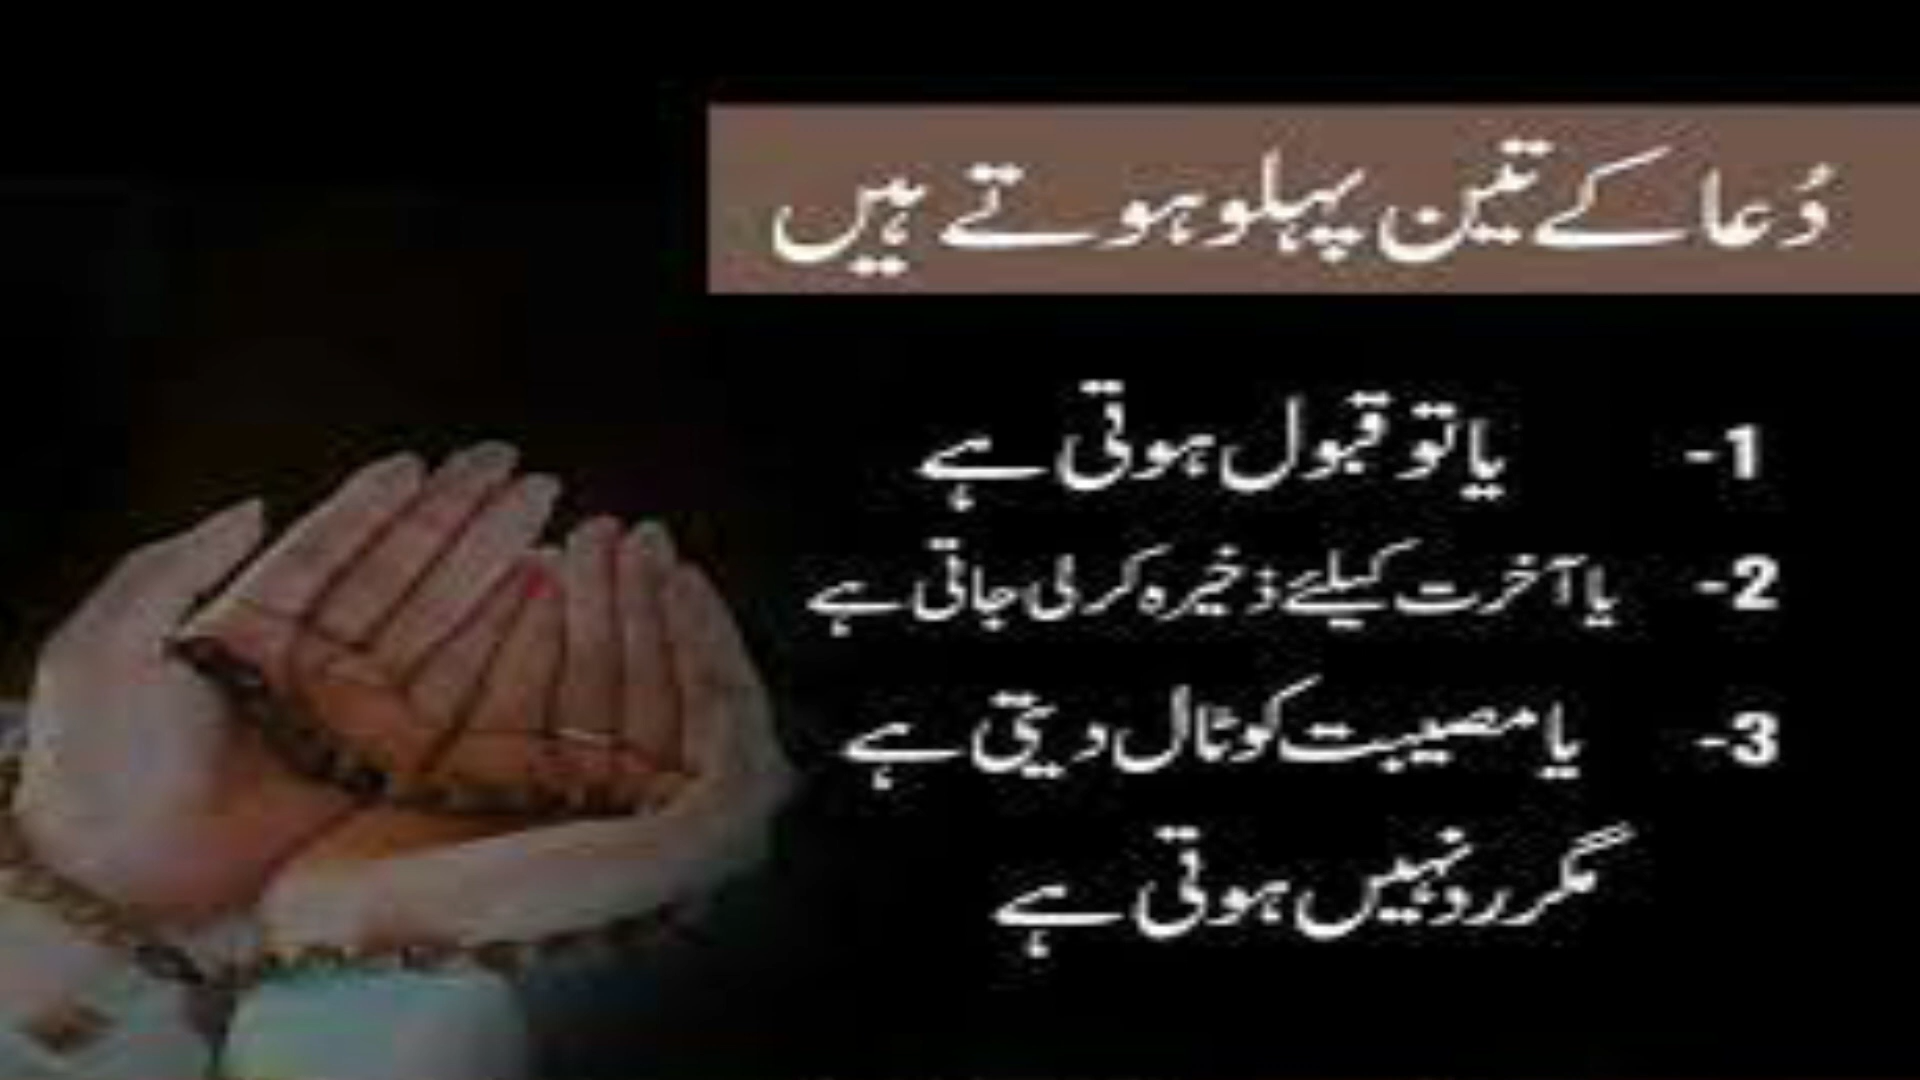 دُعا کے تین پہلو ہوتے ہیں
1- یا تو قبول ہوتی ہے
2- یا آخرت کیلئے ذخیرہ کر لی جاتی ہے
3- یا مصیبت کو ٹال دیتی ہے
مگر رد نہیں ہوتی ہے